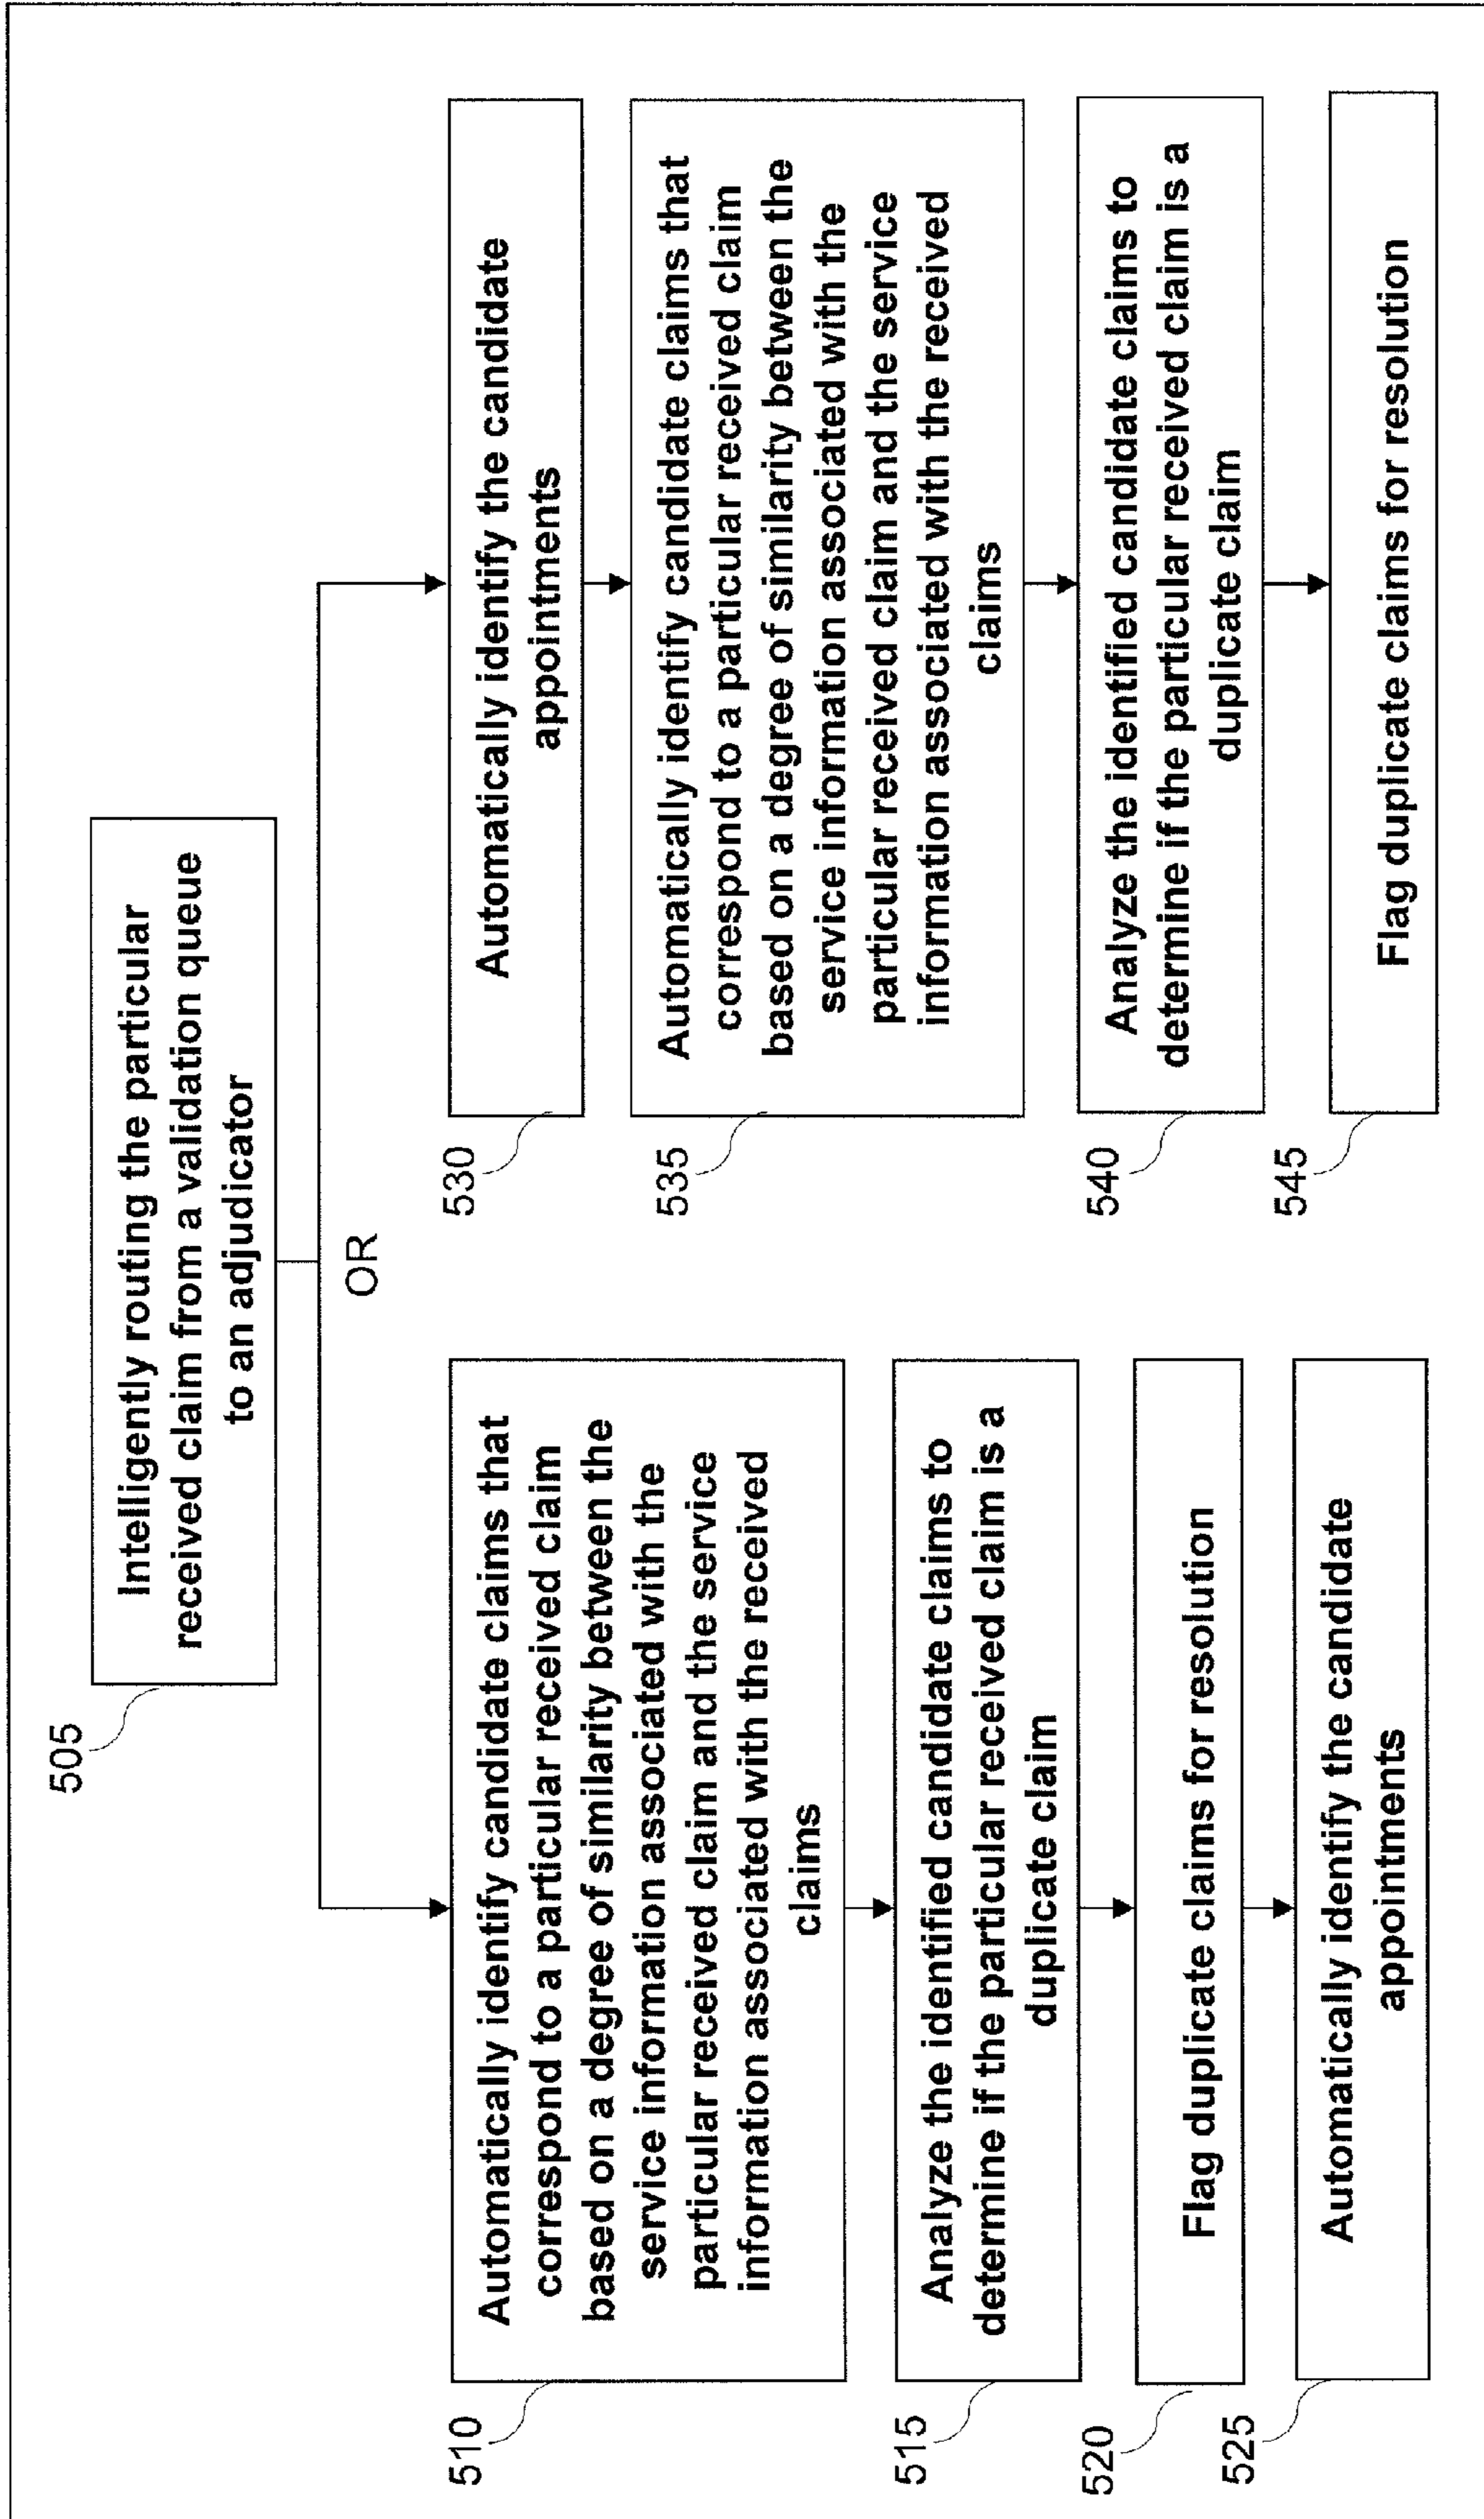 505
Intelligently routing the particular
received claim from a validation queue
to an adjudicator
OR
510
Automatically identify candidate claims that
correspond to a particular received claim
based on a degree of similarity between the
service information associated with the
particular received claim and the service
information associated with the received
claims
515
Analyze the identified candidate claims to
determine if the particular received claim is a
duplicate claim
520
Flag duplicate claims for resolution
525
Automatically identify the candidate
appointments
530
Automatically identify the candidate
appointments
535
Automatically identify candidate claims that
correspond to a particular received claim
based on a degree of similarity between the
service information associated with the
particular received claim and the service
information associated with the received
claims
540
Analyze the identified candidate claims to
determine if the particular received claim is a
duplicate claim
545
Flag duplicate claims for resolution